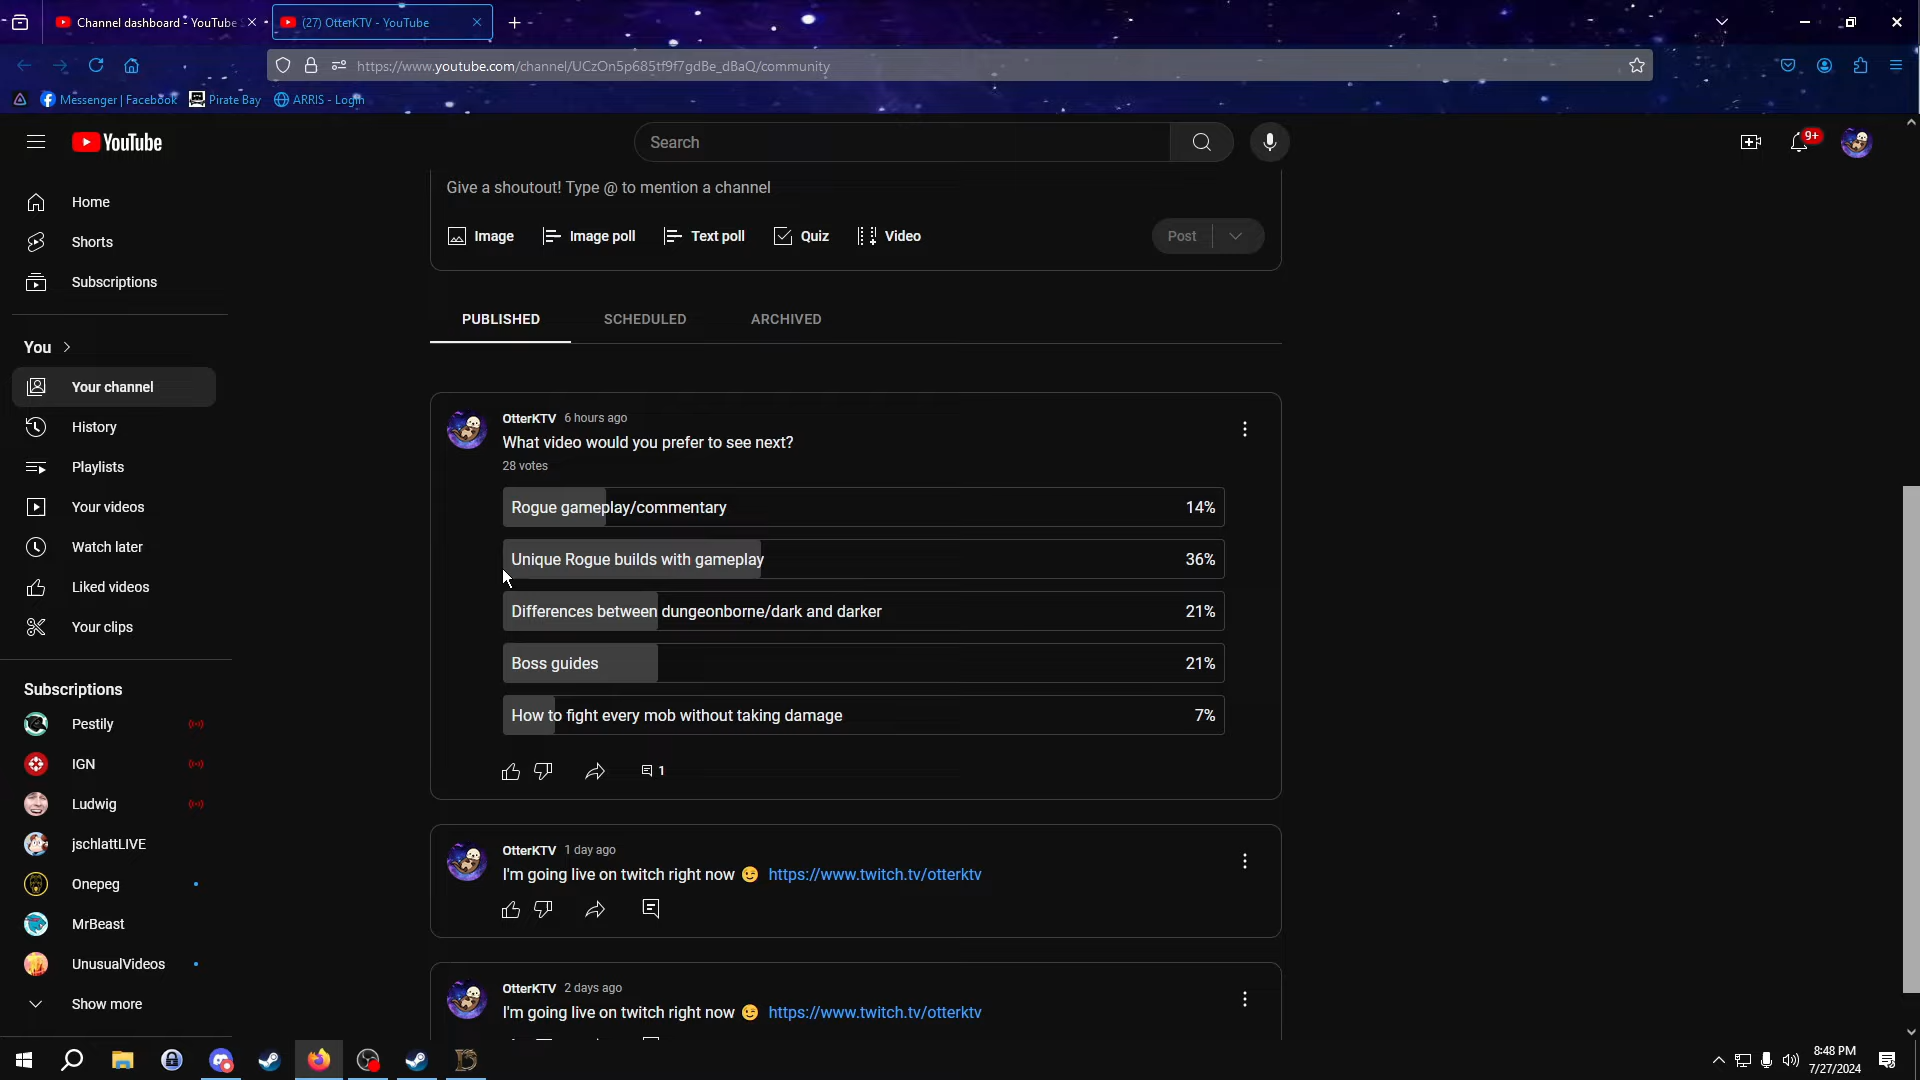 Channel dashboard - YouTube S
(27) OtterKTV - YouTube
https://www.youtube.com/channel/UCzOn5p685tf9f7gdBe_dBaQ/community
Messenger | Facebook
Pirate Bay
ARRIS - Login
YouTube
Search
9+
Home
Shorts
Subscriptions
You
Your channel
History
Playlists
Your videos
Watch later
Liked videos
Your clips
Subscriptions
Pestily
IGN
Ludwig
jschlattLIVE
Onepeg
MrBeast
UnusualVideos
Show more
Give a shoutout! Type @ to mention a channel
Image
Image poll
Text poll
Quiz
Video
Post
PUBLISHED
SCHEDULED
ARCHIVED
OtterKTV 6 hours ago
What video would you prefer to see next?
28 votes
Rogue gameplay/commentary 14%
Unique Rogue builds with gameplay 36%
Differences between dungeonborne/dark and darker 21%
Boss guides 21%
How to fight every mob without taking damage 7%
1
OtterKTV 1 day ago
I'm going live on twitch right now 😉 https://www.twitch.tv/otterktv
OtterKTV 2 days ago
I'm going live on twitch right now 😉 https://www.twitch.tv/otterktv
8:48 PM
7/27/2024